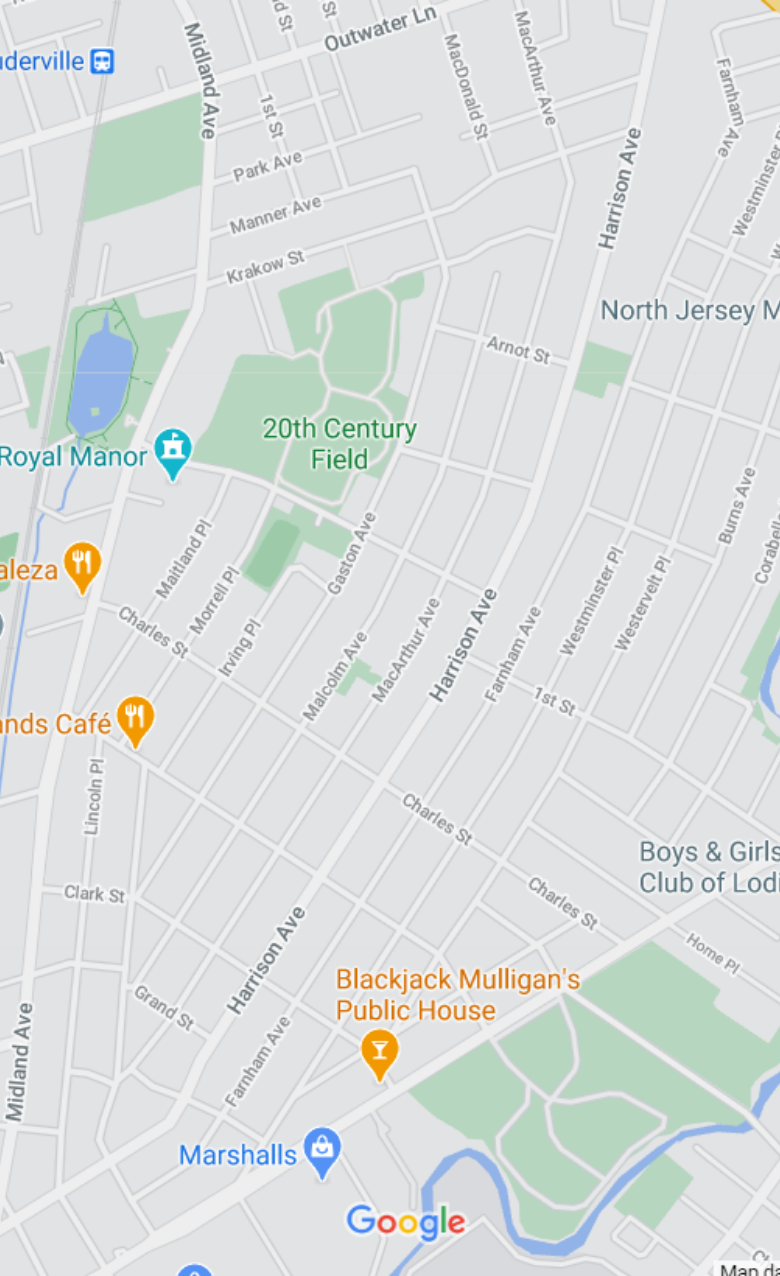 d St
St
Outwater Ln
Midland Ave
uderville
MacDonald St
MacArthur Ave
Farnham Ave
1st St
Park Ave
Harrison Ave
Westminster P
Manner Ave
Krakow St
North Jersey M
Arnot St
20th Century
Field
Royal Manor
Burns Ave
Corabell
aleza
Maitland Pl
Morrell Pl
Gaston Ave
Charles St
Irving Pl
Malcolm Ave
MacArthur Ave
Harrison Ave
Farnham Ave
Westminster Pl
Westervelt Pl
1st St
ands Café
Lincoln Pl
Charles St
Boys & Girls
Club of Lodi
Clark St
Charles St
Home Pl
Harrison Ave
Blackjack Mulligan's
Public House
Grand St
Farnham Ave
Midland Ave
Marshalls
Google
Map da